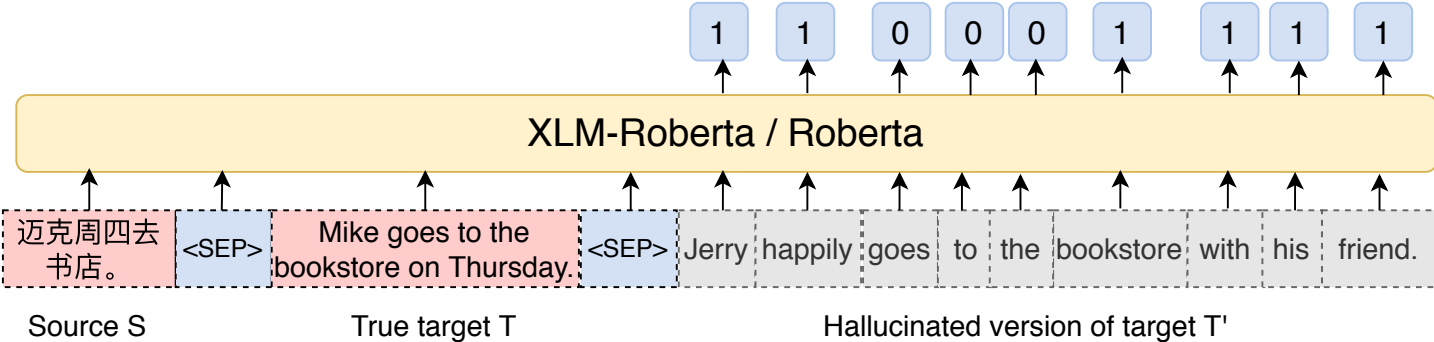 1 1 0 0 0 1 1 1 1
XLM-Roberta / Roberta
迈克周四去
书店。
<SEP>
Mike goes to the
bookstore on Thursday.
<SEP>
Jerry happily goes to the bookstore with his friend.
Source S
True target T
Hallucinated version of target T'